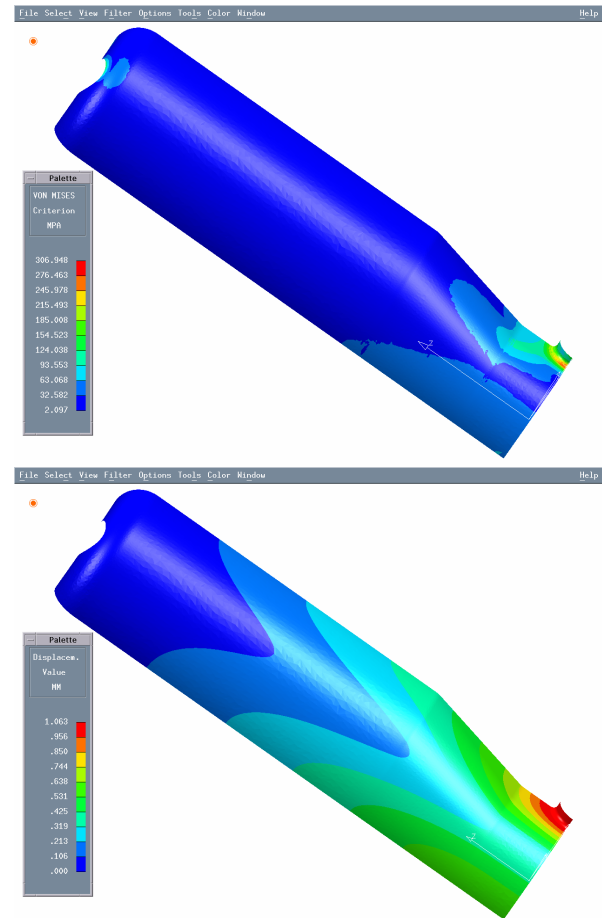 File Select View Filter Options Tools Color Window Help
Palette
VON MISES
Criterion
MPA
306.948
276.463
245.978
215.493
185.008
154.523
124.038
93.553
63.068
32.582
2.097
File Select View Filter Options Tools Color Window Help
Palette
Displacem.
Value
MM
1.063
.956
.850
.744
.638
.531
.425
.319
.213
.106
.000